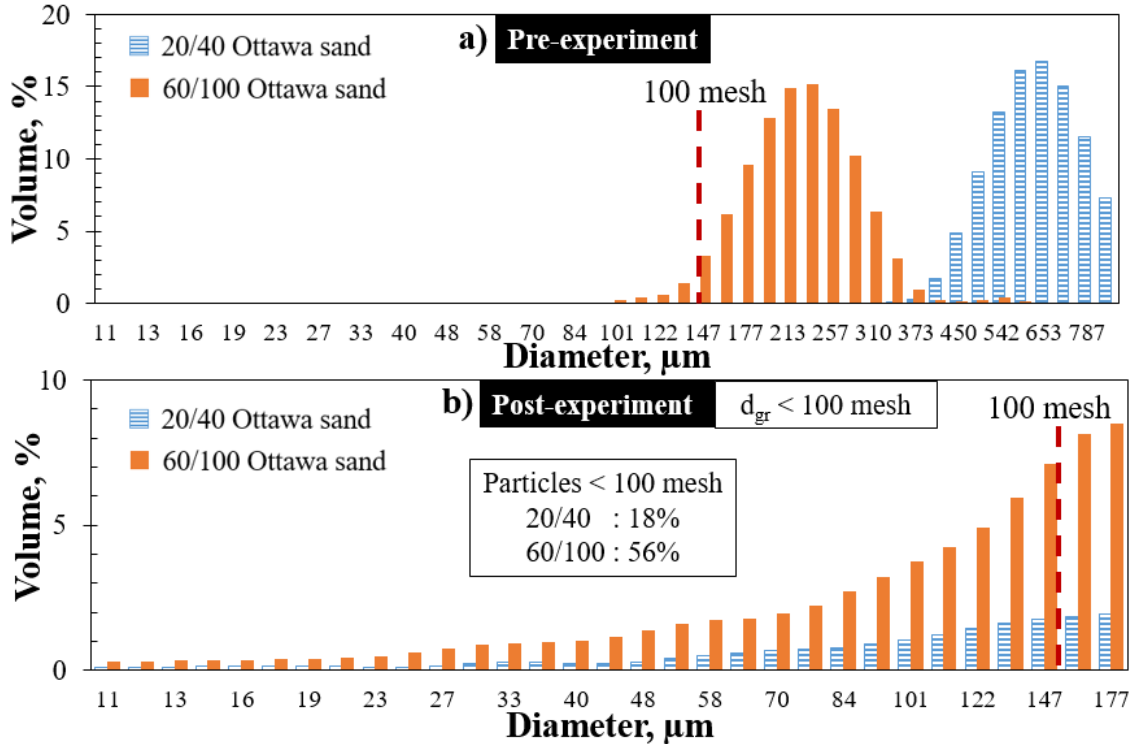 20
a) Pre-experiment
20/40 Ottawa sand
60/100 Ottawa sand
100 mesh
15
10
5
0
Volume, %
11 13 16 19 23 27 33 40 48 58 70 84 101 122 147 177 213 257 310 373 450 542 653 787
Diameter, µm
10
b) Post-experiment
d_gr < 100 mesh
20/40 Ottawa sand
60/100 Ottawa sand
100 mesh
Particles < 100 mesh
20/40 : 18%
60/100 : 56%
5
0
Volume, %
11 13 16 19 23 27 33 40 48 58 70 84 101 122 147 177
Diameter, µm